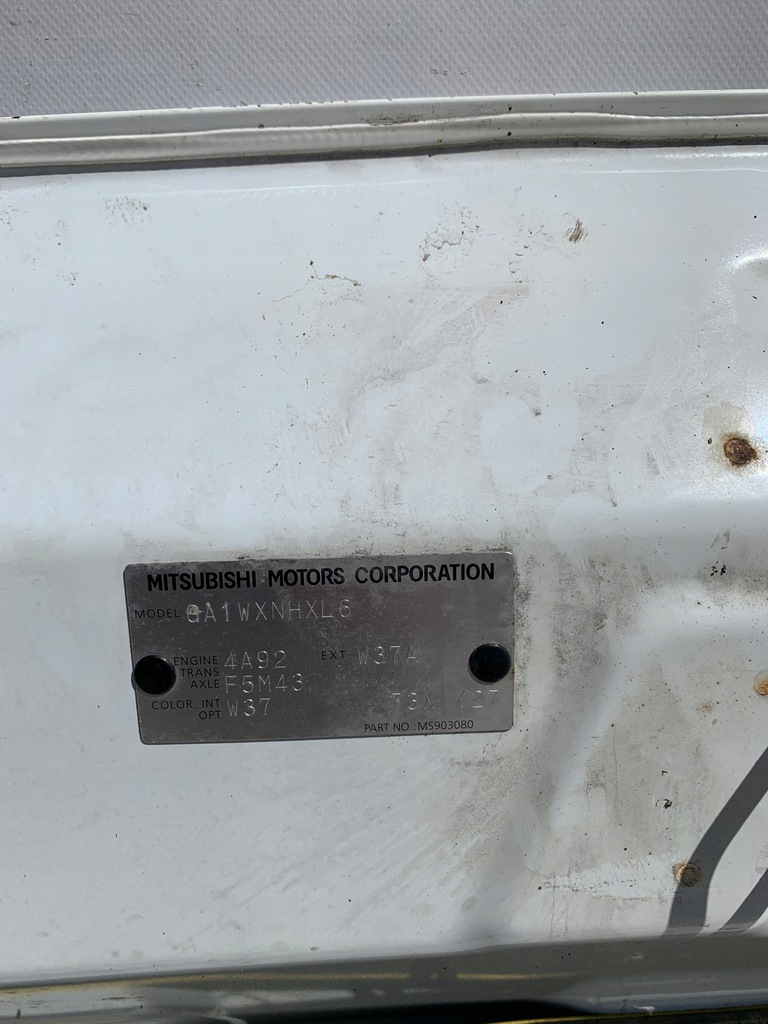 MITSUBISHI MOTORS CORPORATION
MODEL GA1WXNHXL6
ENGINE 4A92 EXT W37A
TRANS AXLE F5M43
COLOR. INT OPT W37 73X Y27
PART NO.: MS903080